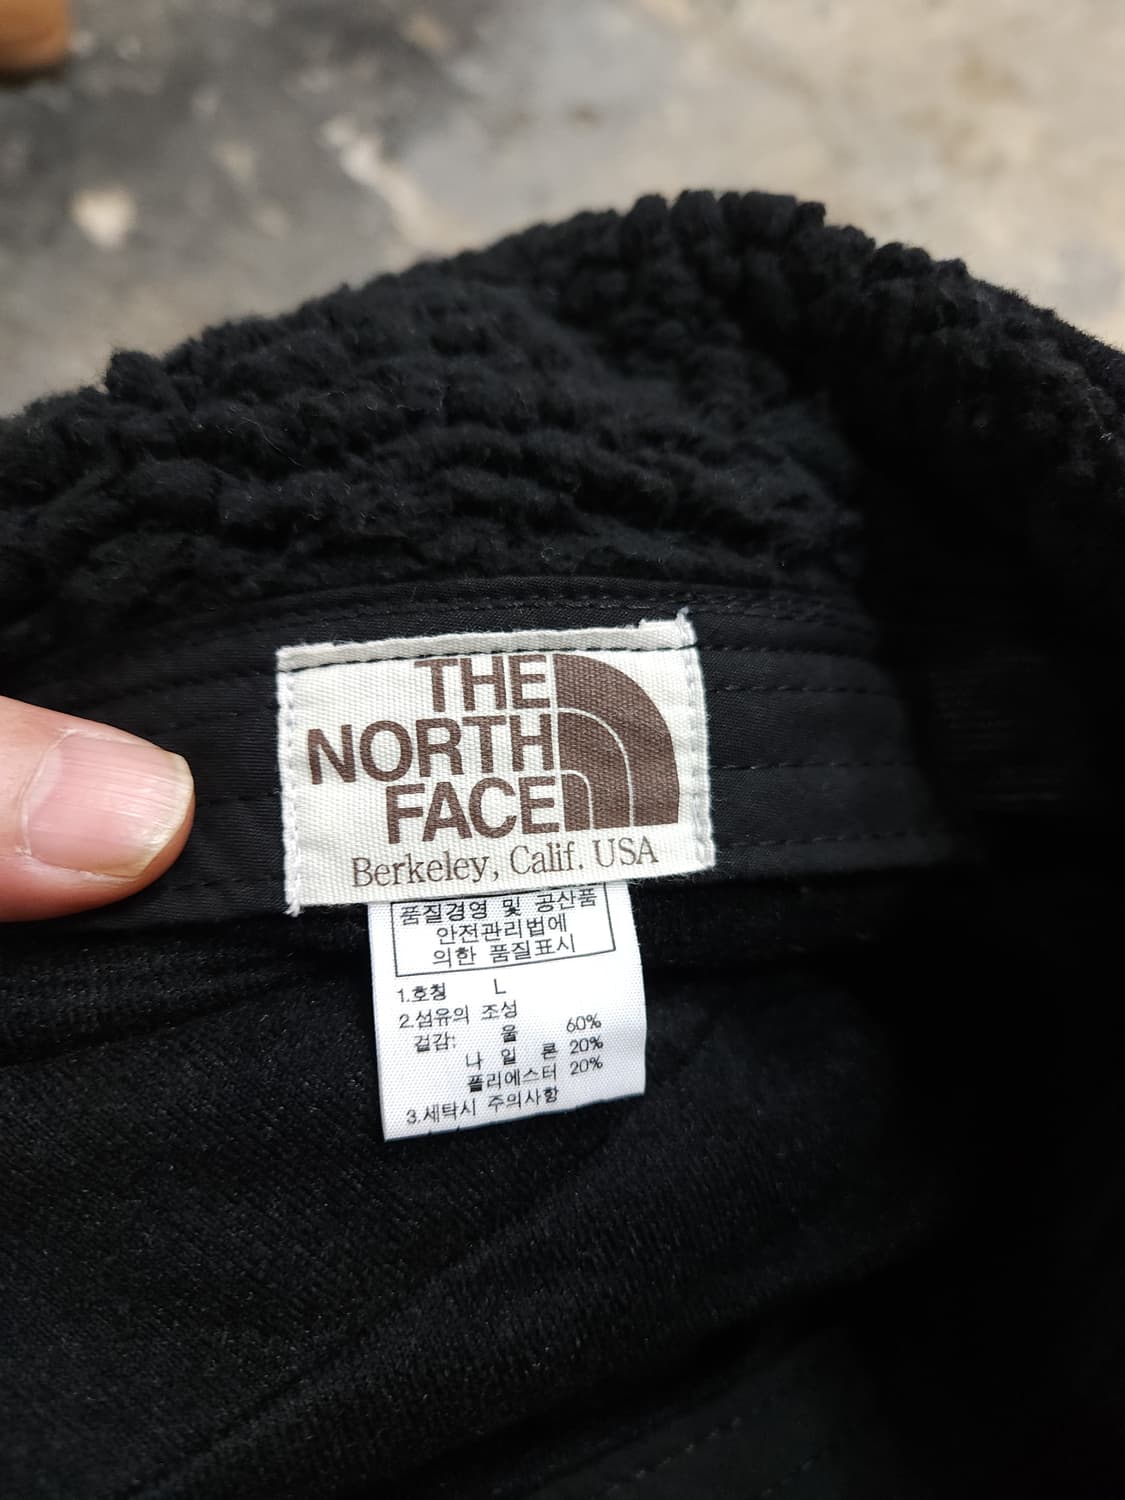 THE
NORTH
FACE
Berkeley, Calif. USA
품질경영 및 공산품
안전관리법에
의한 품질표시
1.호칭 L
2.섬유의 조성
겉감: 울 60%
나 일 론 20%
폴리에스터 20%
3.세탁시 주의사항